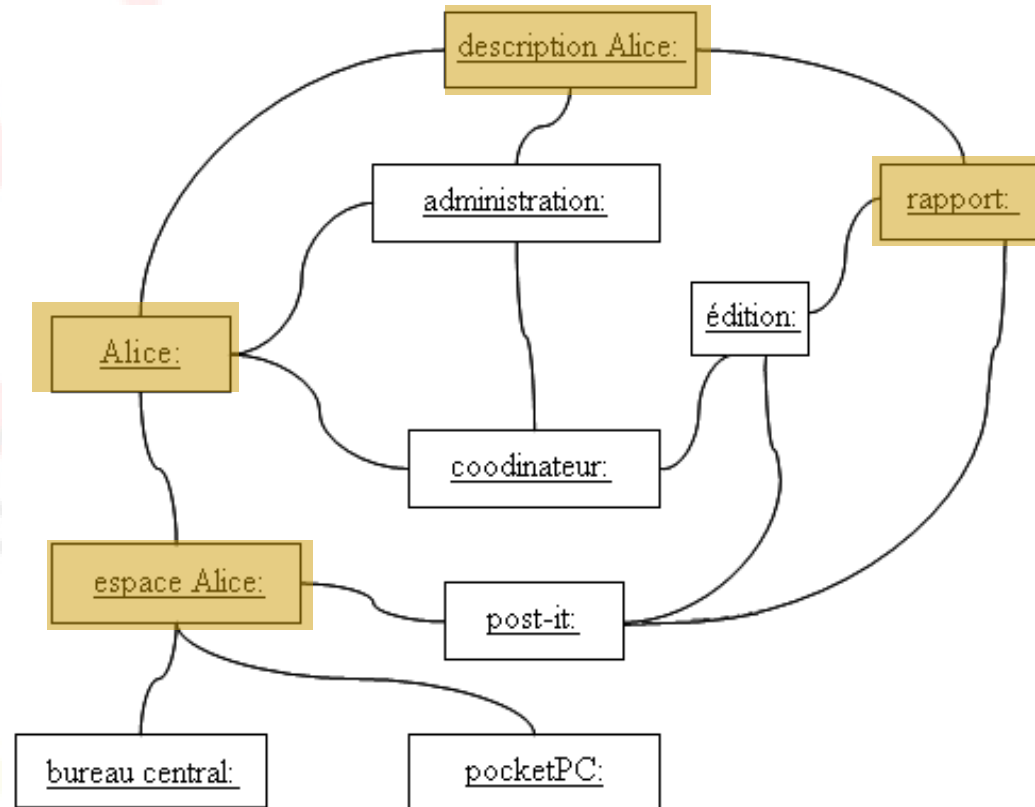 description Alice:
administration:
rapport:
édition:
Alice:
coodinateur:
espace Alice:
post-it:
bureau central:
pocketPC: